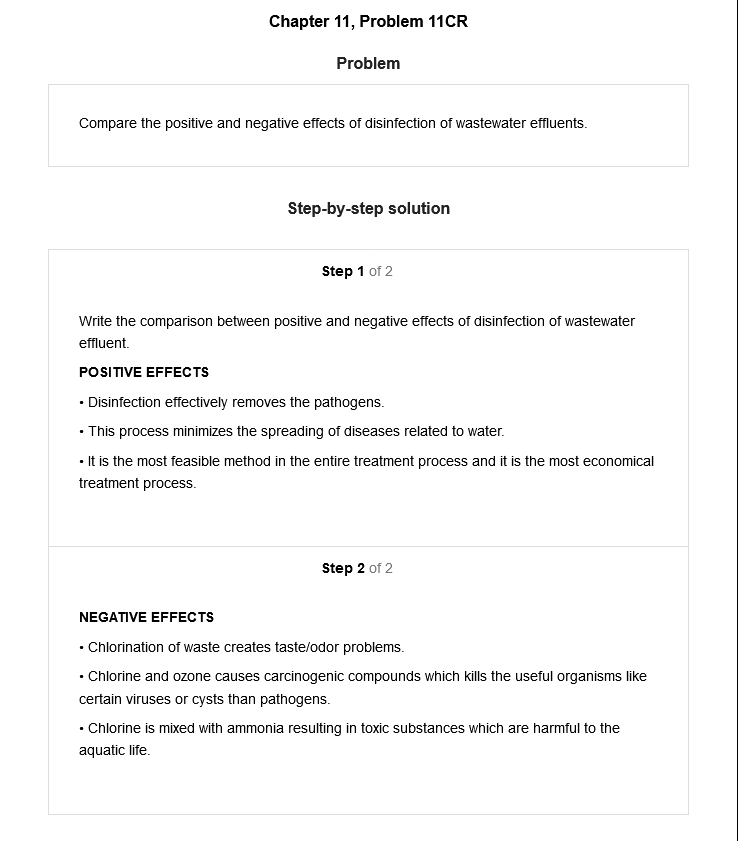 Chapter 11, Problem 11CR
Problem
Compare the positive and negative effects of disinfection of wastewater effluents.
Step-by-step solution
Step 1 of 2
Write the comparison between positive and negative effects of disinfection of wastewater
effluent.
POSITIVE EFFECTS
• Disinfection effectively removes the pathogens.
• This process minimizes the spreading of diseases related to water.
• It is the most feasible method in the entire treatment process and it is the most economical
treatment process.
Step 2 of 2
NEGATIVE EFFECTS
• Chlorination of waste creates taste/odor problems.
• Chlorine and ozone causes carcinogenic compounds which kills the useful organisms like
certain viruses or cysts than pathogens.
• Chlorine is mixed with ammonia resulting in toxic substances which are harmful to the
aquatic life.